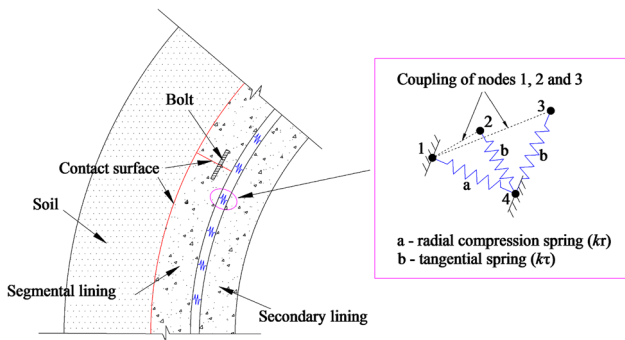 Bolt
Contact surface
Soil
Segmental lining
Secondary lining
Coupling of nodes 1, 2 and 3
3
2
1
b
b
a
4
a - radial compression spring (kr)
b - tangential spring (kτ)